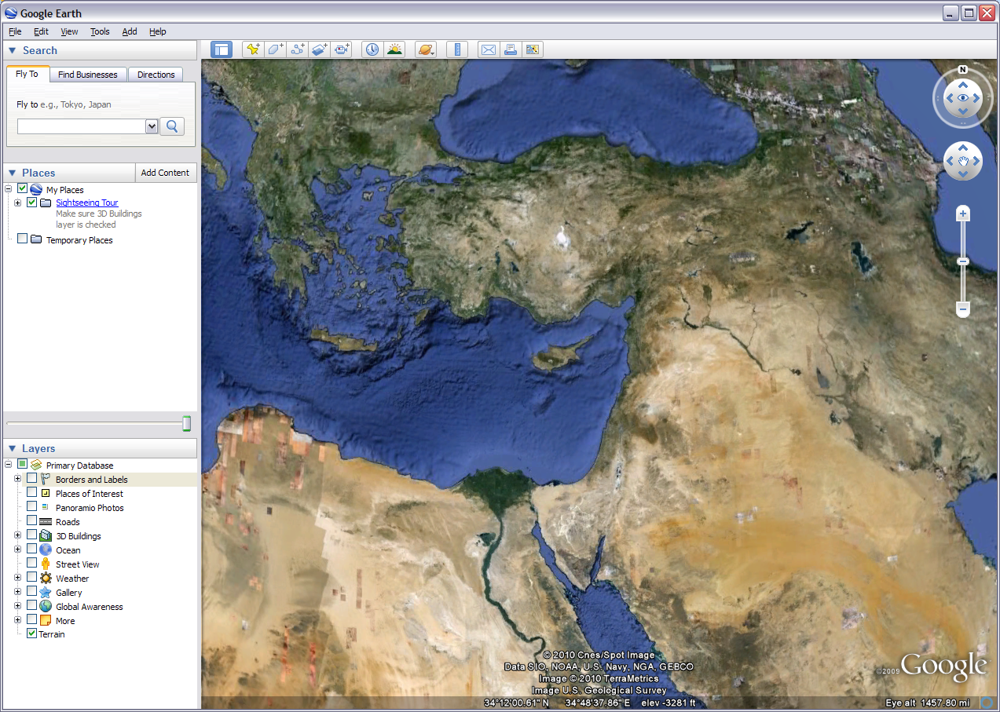 Google Earth
File Edit View Tools Add Help
Search
Fly To Find Businesses Directions
Fly to e.g., Tokyo, Japan
Places Add Content
My Places
Sightseeing Tour
Make sure 3D Buildings
layer is checked
Temporary Places
Layers
Primary Database
Borders and Labels
Places of Interest
Panoramio Photos
Roads
3D Buildings
Ocean
Street View
Weather
Gallery
Global Awareness
More
Terrain
N
© 2010 Cnes/Spot Image
Data SIO, NOAA, U.S. Navy, NGA, GEBCO
Image © 2010 TerraMetrics
Image U.S. Geological Survey
©2009 Google
34°12'00.61" N 34°48'37.86" E elev -3281 ft Eye alt 1457.80 mi